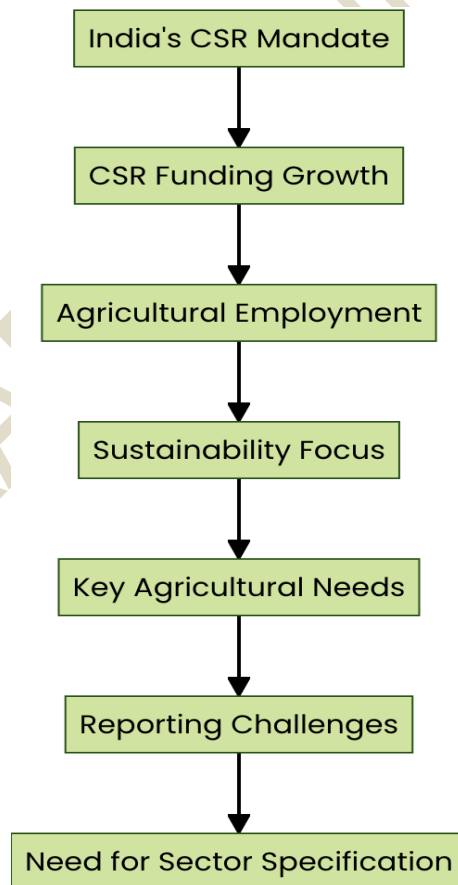 India's CSR Mandate
CSR Funding Growth
Agricultural Employment
Sustainability Focus
Key Agricultural Needs
Reporting Challenges
Need for Sector Specification